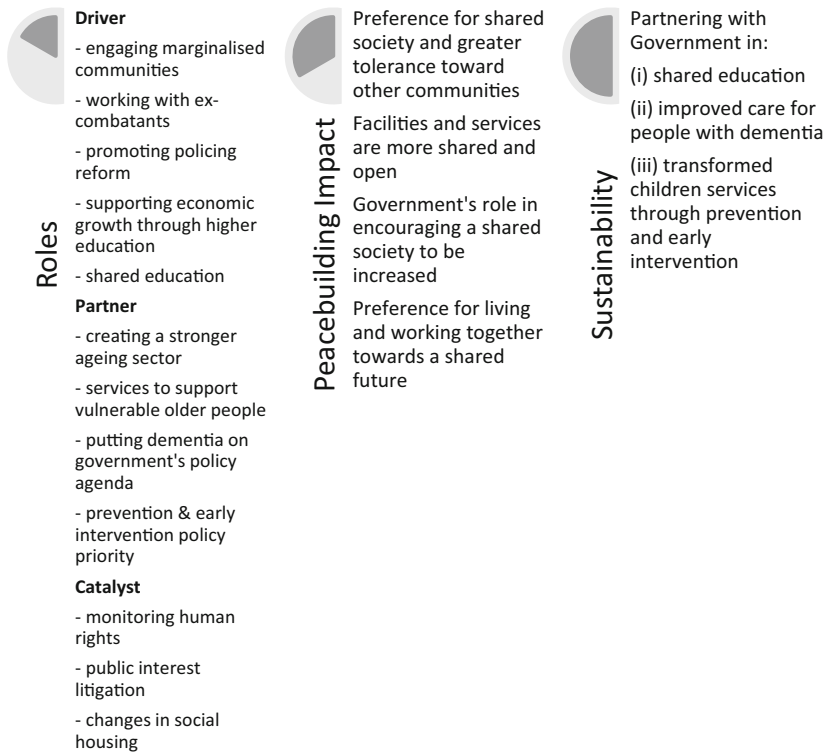 Roles
Driver
- engaging marginalised
communities
- working with ex-
combatants
- promoting policing
reform
- supporting economic
growth through higher
education
- shared education
Partner
- creating a stronger
ageing sector
- services to support
vulnerable older people
- putting dementia on
government's policy
agenda
- prevention & early
intervention policy
priority
Catalyst
- monitoring human
rights
- public interest
litigation
- changes in social
housing
Peacebuilding Impact
Preference for shared
society and greater
tolerance toward
other communities
Facilities and services
are more shared and
open
Government's role in
encouraging a shared
society to be
increased
Preference for living
and working together
towards a shared
future
Sustainability
Partnering with
Government in:
(i) shared education
(ii) improved care for
people with dementia
(iii) transformed
children services
through prevention
and early
intervention